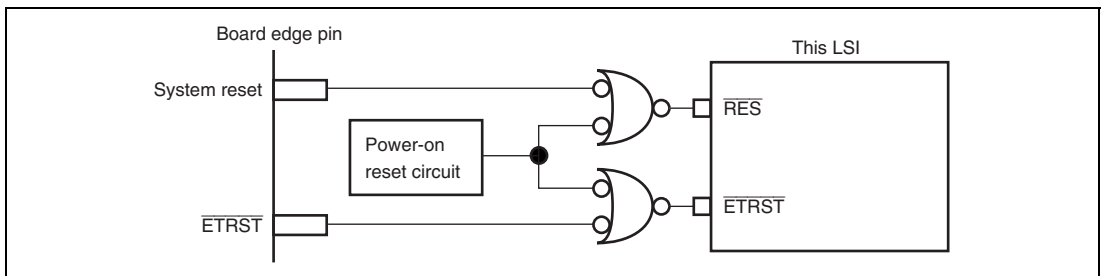 Board edge pin
This LSI
System reset
RES
Power-on
reset circuit
ETRST
ETRST